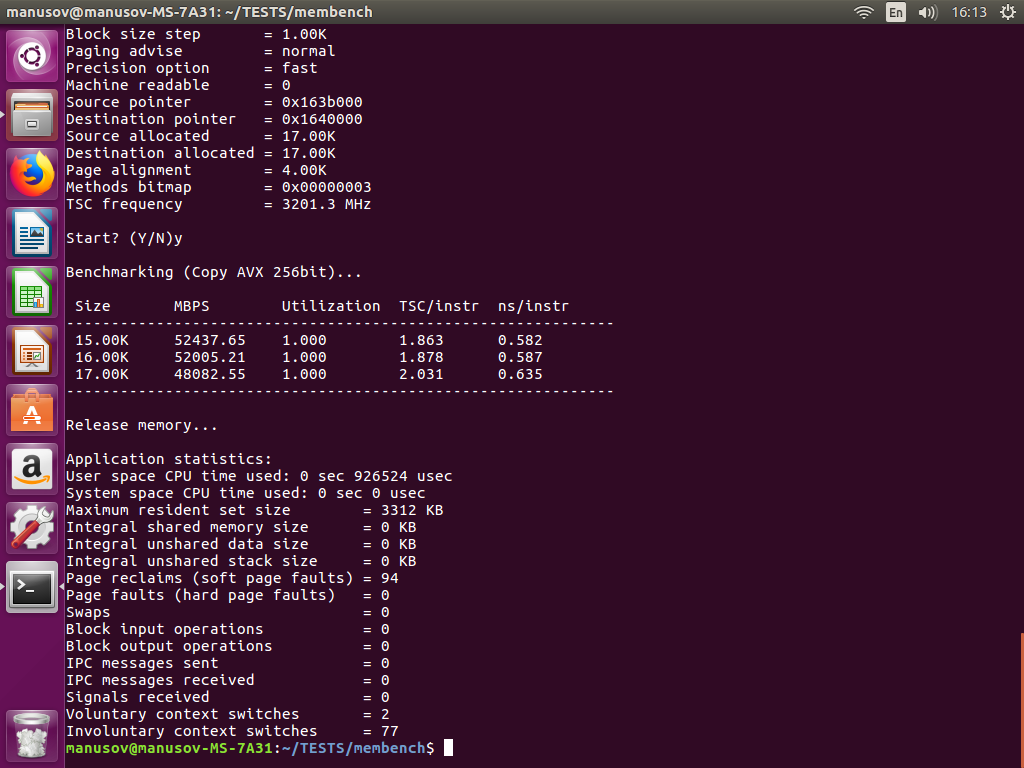 manusov@manusov-MS-7A31: ~/TESTS/membench En 16:13
Block size step       = 1.00K
Paging advise         = normal
Precision option      = fast
Machine readable      = 0
Source pointer        = 0x163b000
Destination pointer   = 0x1640000
Source allocated      = 17.00K
Destination allocated = 17.00K
Page alignment        = 4.00K
Methods bitmap        = 0x00000003
TSC frequency         = 3201.3 MHz
Start? (Y/N)y
Benchmarking (Copy AVX 256bit)...
 Size       MBPS        Utilization  TSC/instr  ns/instr
-------------------------------------------------------------
 15.00K     52437.65    1.000        1.863      0.582
 16.00K     52005.21    1.000        1.878      0.587
 17.00K     48082.55    1.000        2.031      0.635
-------------------------------------------------------------
Release memory...
Application statistics:
User space CPU time used: 0 sec 926524 usec
System space CPU time used: 0 sec 0 usec
Maximum resident set size        = 3312 KB
Integral shared memory size      = 0 KB
Integral unshared data size      = 0 KB
Integral unshared stack size     = 0 KB
Page reclaims (soft page faults) = 94
Page faults (hard page faults)   = 0
Swaps                            = 0
Block input operations           = 0
Block output operations          = 0
IPC messages sent                = 0
IPC messages received            = 0
Signals received                 = 0
Voluntary context switches       = 2
Involuntary context switches     = 77
manusov@manusov-MS-7A31:~/TESTS/membench$